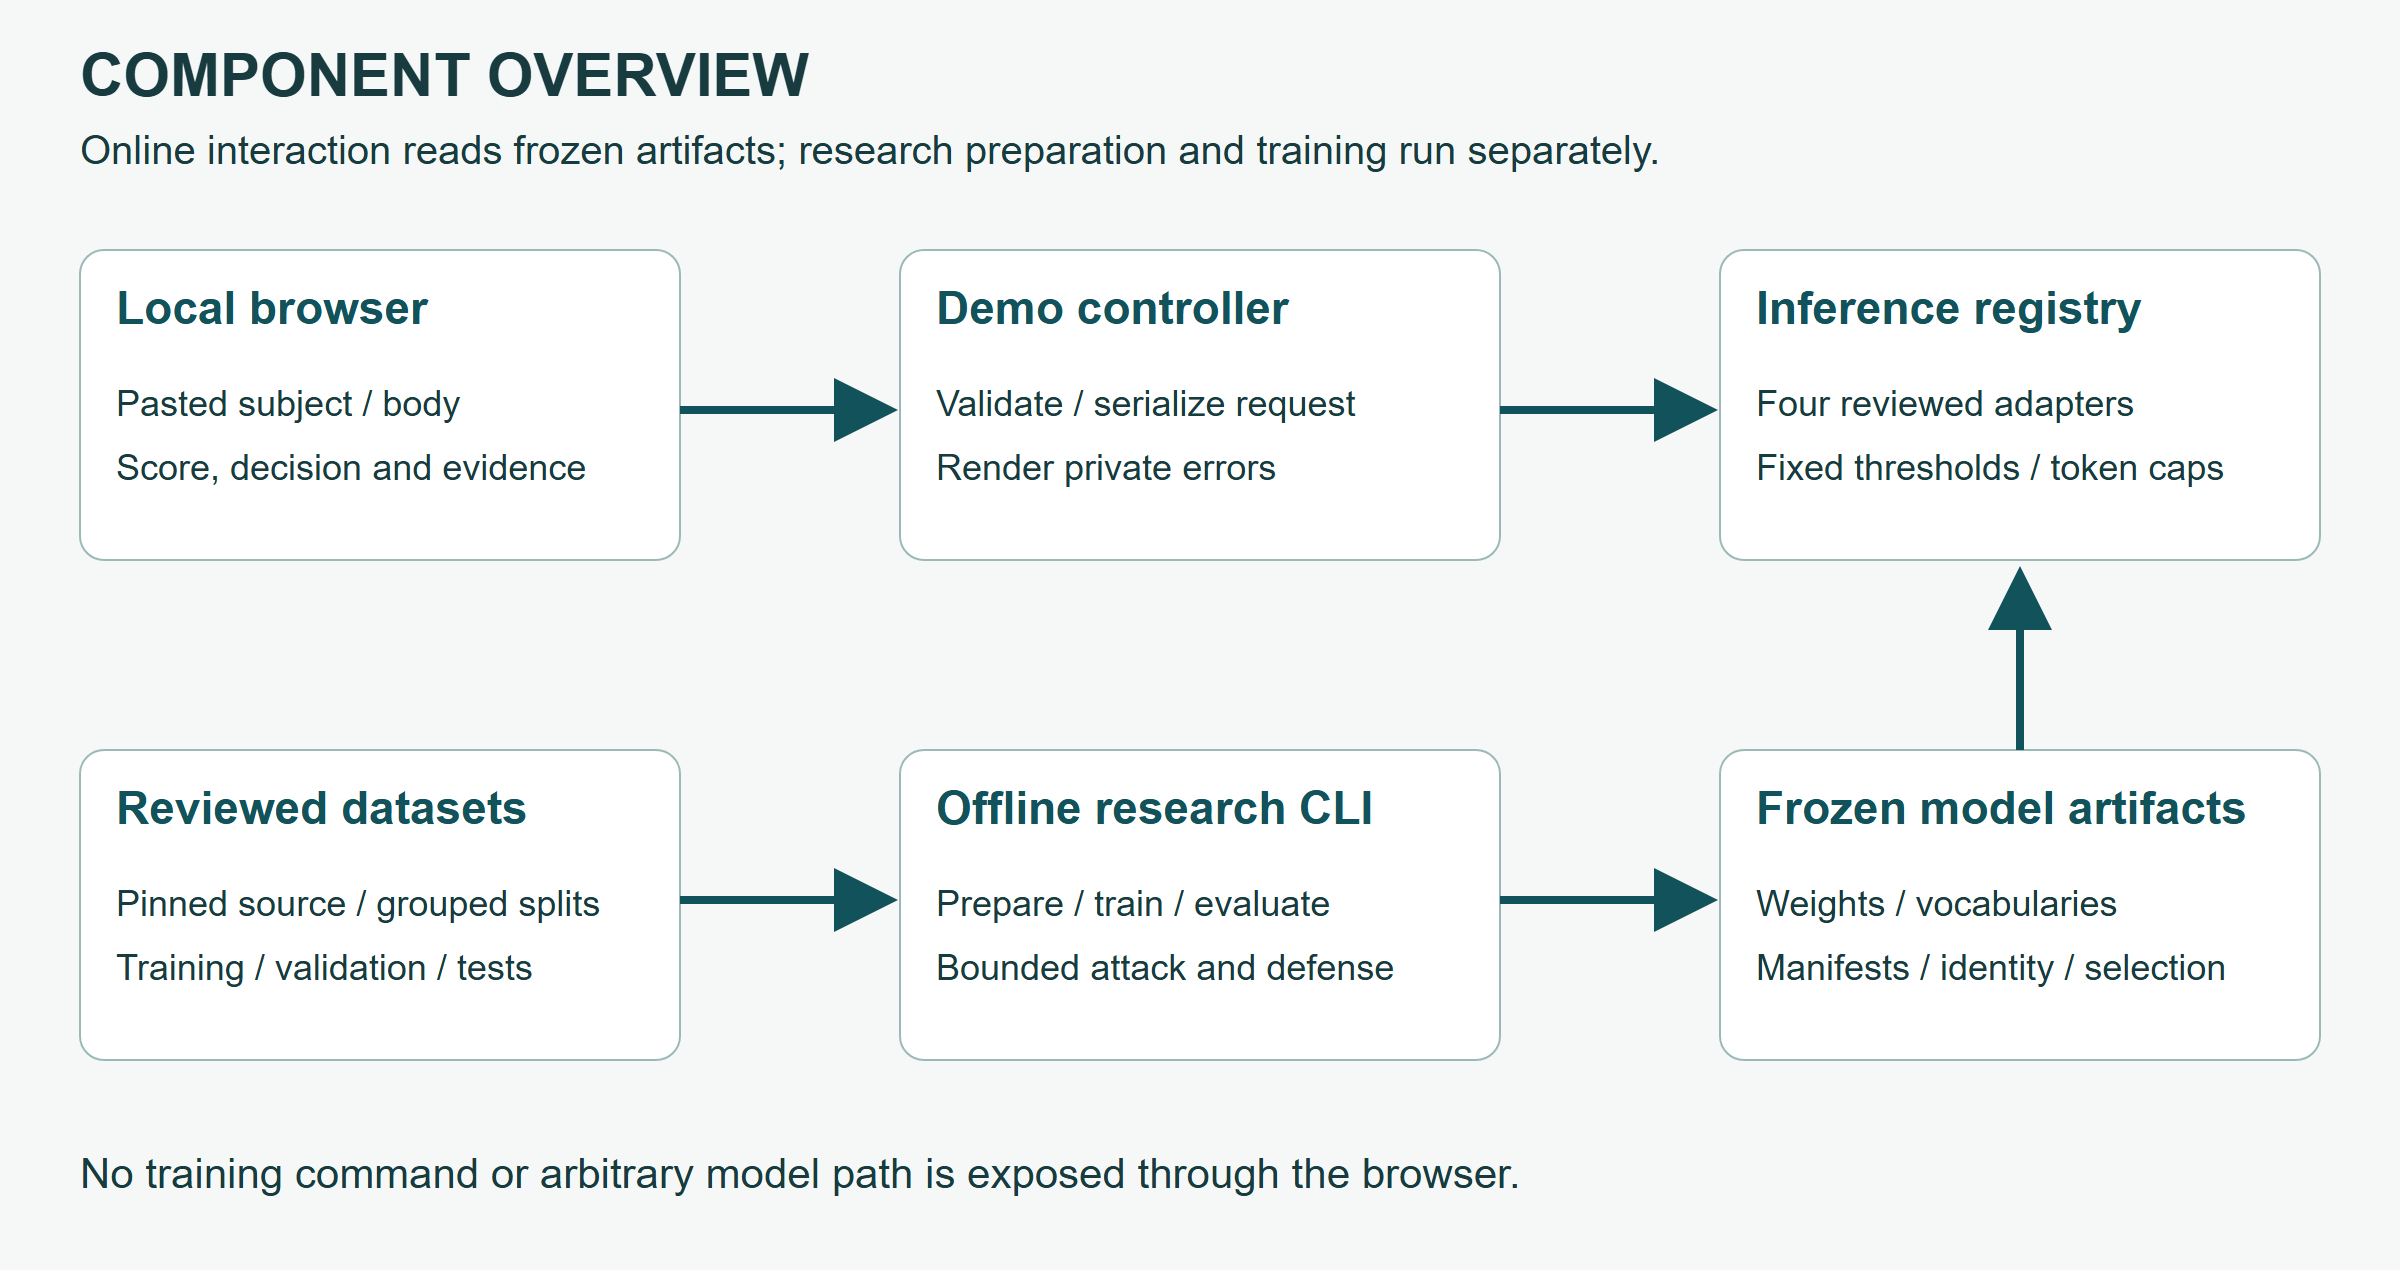 COMPONENT OVERVIEW
Online interaction reads frozen artifacts; research preparation and training run separately.
Local browser
Pasted subject / body
Score, decision and evidence
Demo controller
Validate / serialize request
Render private errors
Inference registry
Four reviewed adapters
Fixed thresholds / token caps
Reviewed datasets
Pinned source / grouped splits
Training / validation / tests
Offline research CLI
Prepare / train / evaluate
Bounded attack and defense
Frozen model artifacts
Weights / vocabularies
Manifests / identity / selection
No training command or arbitrary model path is exposed through the browser.